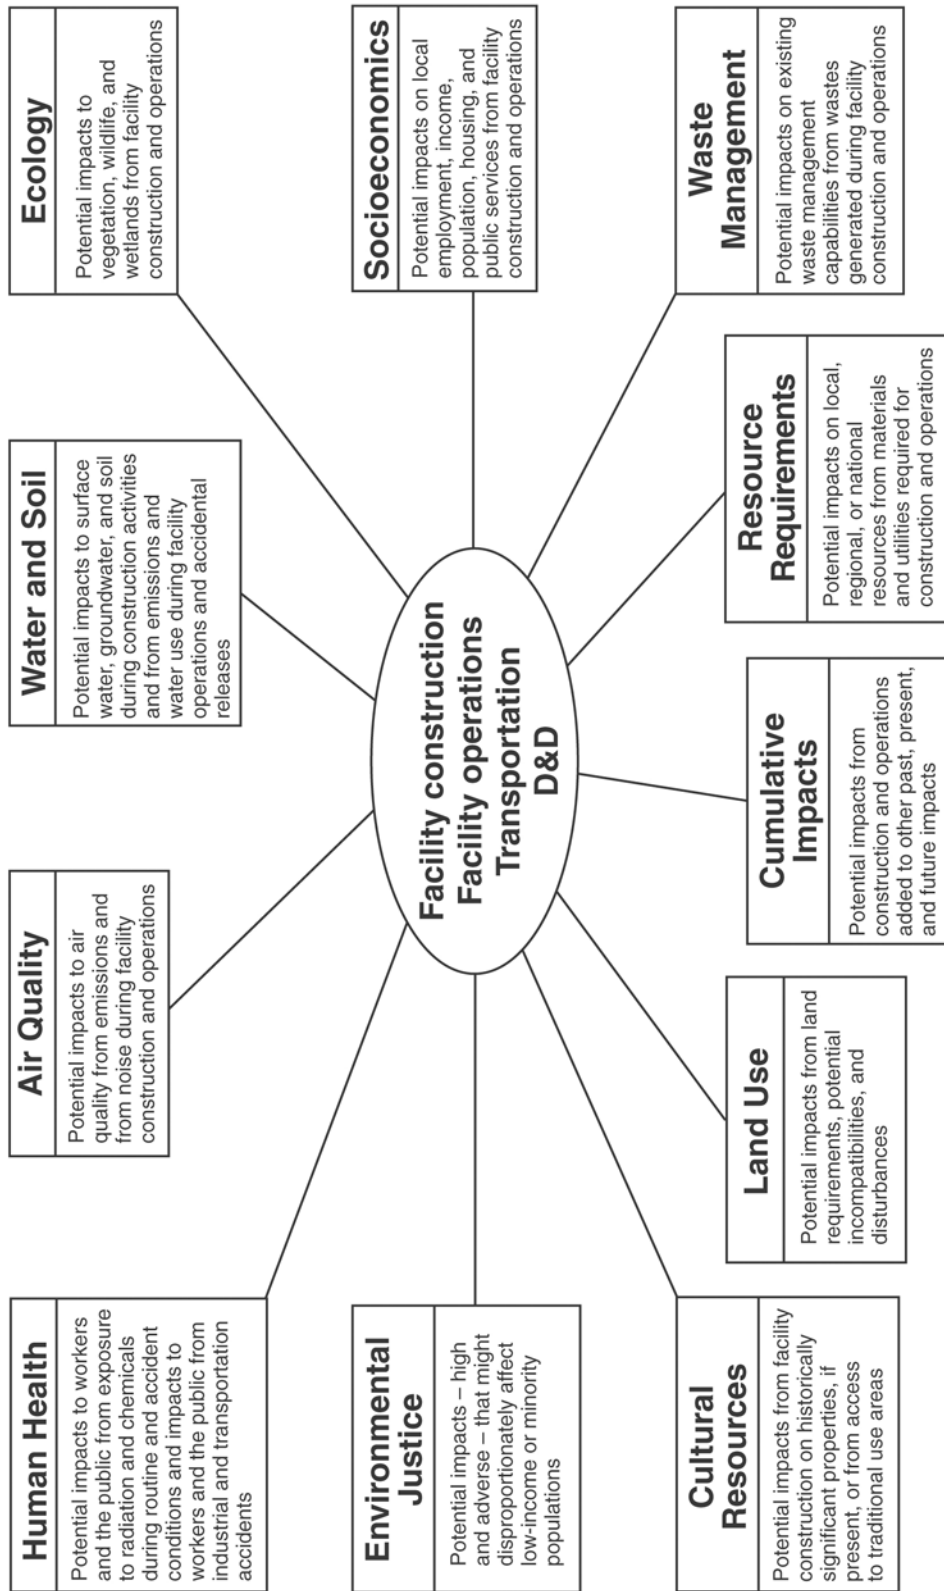 Human Health
Potential impacts to workers
and the public from exposure
to radiation and chemicals
during routine and accident
conditions and impacts to
workers and the public from
industrial and transportation
accidents
Air Quality
Potential impacts to air
quality from emissions and
from noise during facility
construction and operations
Water and Soil
Potential impacts to surface
water, groundwater, and soil
during construction activities
and from emissions and
water use during facility
operations and accidental
releases
Ecology
Potential impacts to
vegetation, wildlife, and
wetlands from facility
construction and operations
Environmental
Justice
Potential impacts – high
and adverse – that might
disproportionately affect
low-income or minority
populations
Facility construction
Facility operations
Transportation
D&D
Socioeconomics
Potential impacts on local
employment, income,
population, housing, and
public services from facility
construction and operations
Cultural
Resources
Potential impacts from facility
construction on historically
significant properties, if
present, or from access
to traditional use areas
Land Use
Potential impacts from land
requirements, potential
incompatibilities, and
disturbances
Cumulative
Impacts
Potential impacts from
construction and operations
added to other past, present,
and future impacts
Resource
Requirements
Potential impacts on local,
regional, or national
resources from materials
and utilities required for
construction and operations
Waste
Management
Potential impacts on existing
waste management
capabilities from wastes
generated during facility
construction and operations